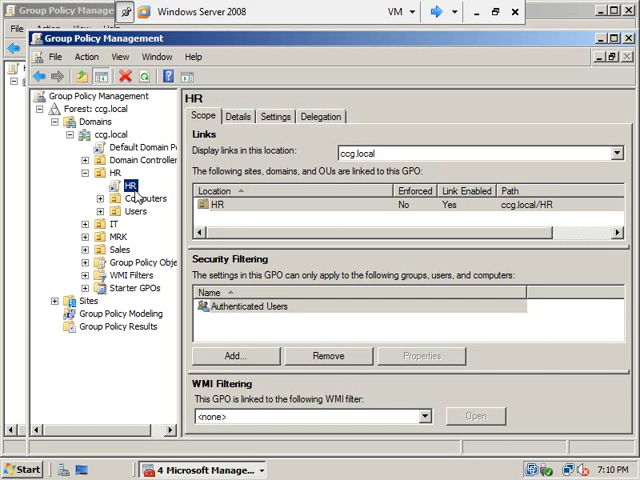 Windows Server 2008
VM
File
Group Policy Management
File Action View Window Help
Group Policy Management
Forest: ccg.local
Domains
ccg.local
Default Domain P
Domain Controller
HR
HR
Computers
Users
IT
MRK
Sales
Group Policy Obje
WMI Filters
Starter GPOs
Sites
Group Policy Modeling
Group Policy Results
HR
Scope Details Settings Delegation
Links
Display links in this location: ccg.local
The following sites, domains, and OUs are linked to this GPO:
Location Enforced Link Enabled Path
HR No Yes ccg.local/HR
Security Filtering
The settings in this GPO can only apply to the following groups, users, and computers:
Name
Authenticated Users
Add... Remove Properties
WMI Filtering
This GPO is linked to the following WMI filter:
<none> Open
Start 4 Microsoft Manage... 7:10 PM